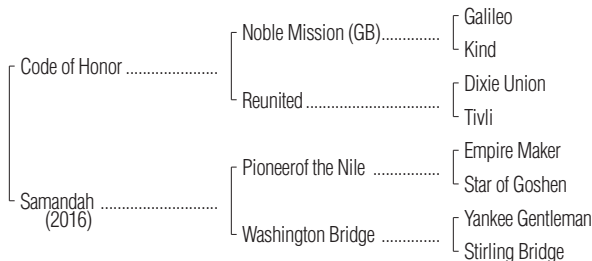 Galileo
Noble Mission (GB)..............
Kind
Code of Honor ......................
Dixie Union
Reunited.................................
Tivli
Empire Maker
Pioneerof the Nile ................
Star of Goshen
Samandah ............................
(2016)
Yankee Gentleman
Washington Bridge ..............
Stirling Bridge